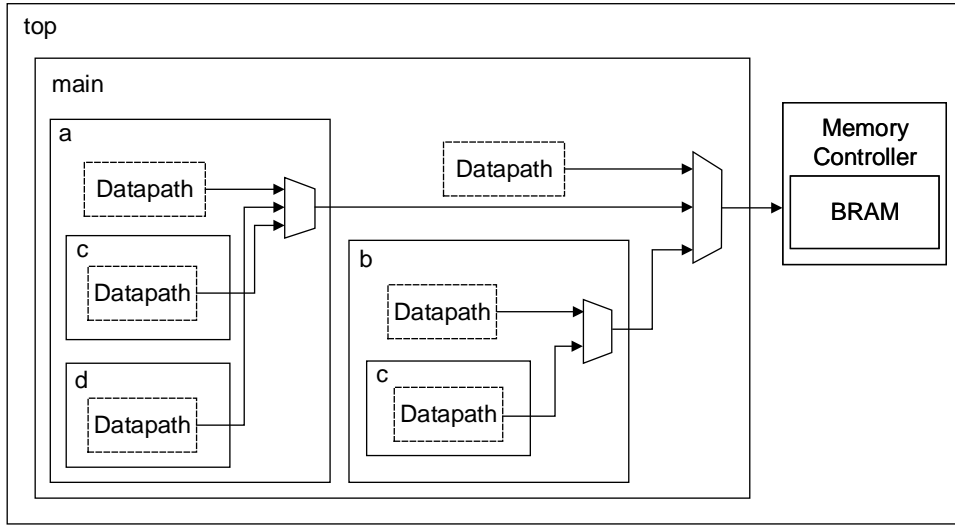 top
main
a
Datapath
c
Datapath
d
Datapath
Datapath
b
Datapath
c
Datapath
Memory
Controller
BRAM